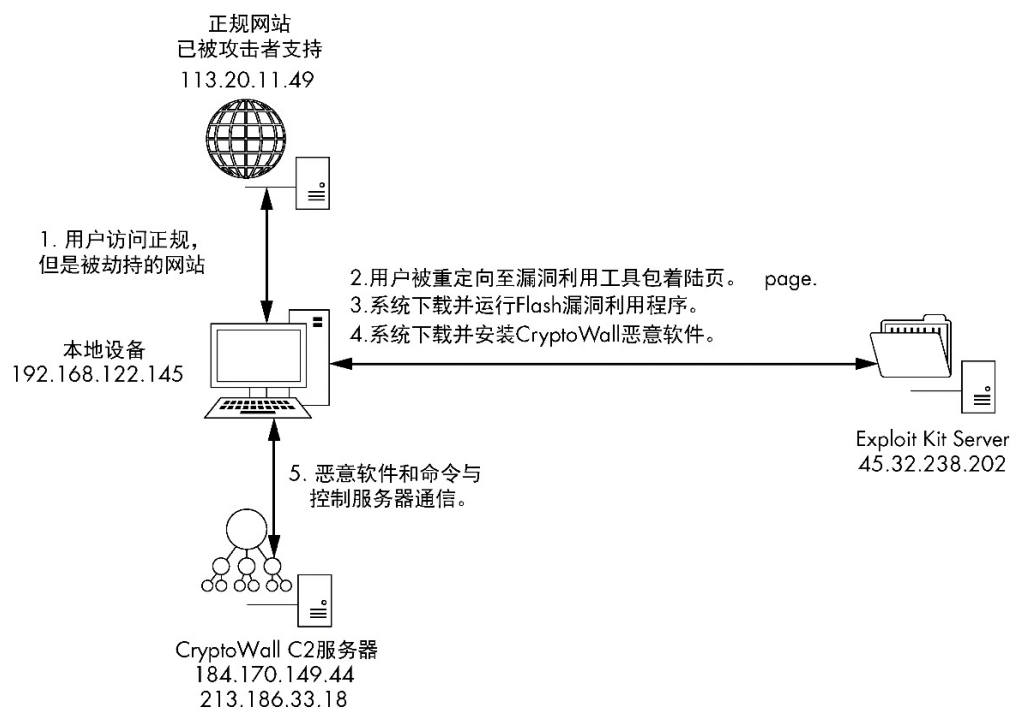 正规网站
已被攻击者支持
113.20.11.49
1. 用户访问正规，
但是被劫持的网站
2.用户被重定向至漏洞利用工具包着陆页。 page.
3.系统下载并运行Flash漏洞利用程序。
4.系统下载并安装CryptoWall恶意软件。
本地设备
192.168.122.145
Exploit Kit Server
45.32.238.202
5. 恶意软件和命令与
控制服务器通信。
CryptoWall C2服务器
184.170.149.44
213.186.33.18